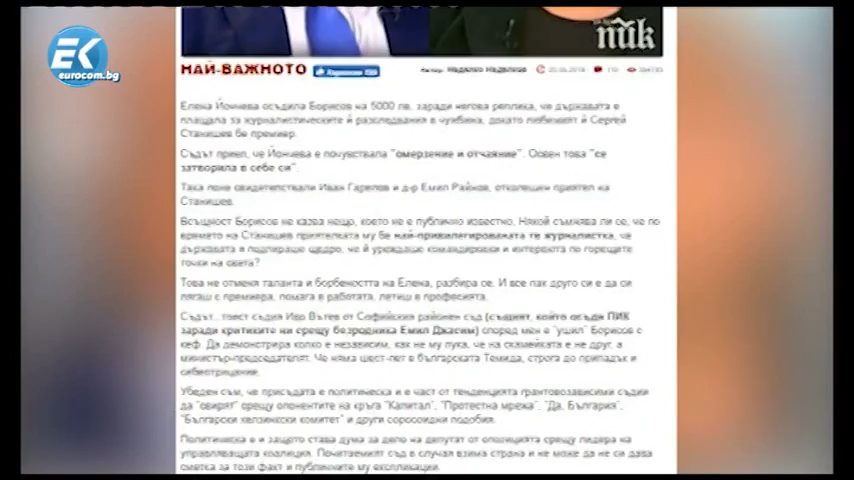 EK
eurocom.bg
пик
НАЙ-ВАЖНОТО
Автор:
Елена Йончева осъдила Борисов на 5000 лв. заради негова реплика, че държавата е
плащала за журналистическите й разследвания в чужбина, докато любимият й Сергей
Станишев бе премиер.
Съдът приел, че Йончева е почувствала "омерзение и отчаяние". Освен това "се
затворила в себе си".
Така поне свидетелствали Иван Гарелов и д-р Емил Райнов, отколешен приятел на
Станишев.
Всъщност Борисов не казва нещо, което не е публично известно. Някой съмнява ли се, че по
времето на Станишев приятелката му бе най-привилегированата тв журналистка, че
държавата я подпираше щедро, че й уреждаше командировки и интервюта по горещите
точки на света?
Това не отменя таланта и борбеността на Елена, разбира се. И все пак друго си е да си
лягаш с премиера, помага в работата, летиш в професията.
Съдът, тоест съдия Иво Вътев от Софийския районен съд (същият, който осъди ПИК
заради критиките ни срещу безродника Емил Джасим) според мен е "ушил" Борисов с
кеф. Да демонстрира колко е независим, как не му пука, че на скамейката е не друг, а
министър-председателят. Че няма шест-пет в българската Темида, строга до припадък и
себеотрицание.
Убеден съм, че присъдата е политическа и е част от тенденцията грантовозависими съдии
да "свирят" срещу опонентите на кръга "Капитал", "Протестна мрежа", "Да, България",
"Български хелзинкски комитет" и други соросоидни подобия.
Политическа е и защото става дума за дело на депутат от опозицията срещу лидера на
управляващата коалиция. Почитаемият съд в случая взима страна и не може да не си дава
сметка за този факт и публичните му експликации.